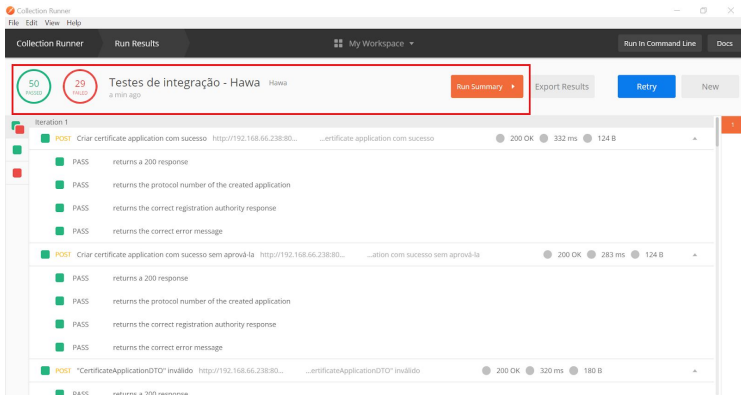 Collection Runner
File Edit View Help
Collection Runner Run Results My Workspace Run In Command Line Docs
50 PASSED 29 FAILED Testes de integração - Hawa Hawa Run Summary Export Results Retry New
a min ago
Iteration 1
1
POST Criar certificate application com sucesso http://192.168.66.238:80... ...ertificate application com sucesso 200 OK 332 ms 124 B
PASS returns a 200 response
PASS returns the protocol number of the created application
PASS returns the correct registration authority response
PASS returns the correct error message
POST Criar certificate application com sucesso sem aprová-la http://192.168.66.238:80... ...ation com sucesso sem aprová-la 200 OK 283 ms 124 B
PASS returns a 200 response
PASS returns the protocol number of the created application
PASS returns the correct registration authority response
PASS returns the correct error message
POST "CertificateApplicationDTO" inválido http://192.168.66.238:80... ...ertificateApplicationDTO" inválido 200 OK 320 ms 180 B
PASS returns a 200 response